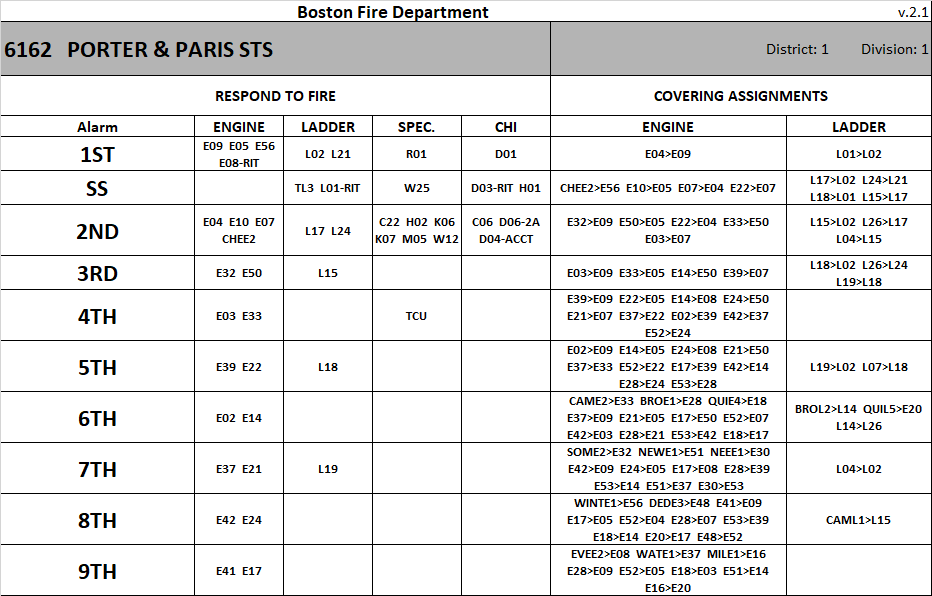 Boston Fire Department v.2.1
6162 PORTER & PARIS STS District: 1 Division: 1
RESPOND TO FIRE COVERING ASSIGNMENTS
Alarm ENGINE LADDER SPEC. CHI ENGINE LADDER
1ST
E09 E05 E56
E08-RIT
L02 L21
R01
D01
E04>E09
L01>L02
SS
TL3 L01-RIT
W25
D03-RIT H01
CHEE2>E56 E10>E05 E07>E04 E22>E07
L17>L02 L24>L21
L18>L01 L15>L17
2ND
E04 E10 E07
CHEE2
L17 L24
C22 H02 K06
K07 M05 W12
C06 D06-2A
D04-ACCT
E32>E09 E50>E05 E22>E04 E33>E50
E03>E07
L15>L02 L26>L17
L04>L15
3RD
E32 E50
L15
E03>E09 E33>E05 E14>E50 E39>E07
L18>L02 L26>L24
L19>L18
4TH
E03 E33
TCU
E39>E09 E22>E05 E14>E08 E24>E50
E21>E07 E37>E22 E02>E39 E42>E37
E52>E24
5TH
E39 E22
L18
E02>E09 E14>E05 E24>E08 E21>E50
E37>E33 E52>E22 E17>E39 E42>E14
E28>E24 E53>E28
L19>L02 L07>L18
6TH
E02 E14
CAME2>E33 BROE1>E28 QUIE4>E18
E37>E09 E21>E05 E17>E50 E52>E07
E42>E03 E28>E21 E53>E42 E18>E17
BROL2>L14 QUIL5>E20
L14>L26
7TH
E37 E21
L19
SOME2>E32 NEWE1>E51 NEEE1>E30
E42>E09 E24>E05 E17>E08 E28>E39
E53>E14 E51>E37 E30>E53
L04>L02
8TH
E42 E24
WINTE1>E56 DEDE3>E48 E41>E09
E17>E05 E52>E04 E28>E07 E53>E39
E18>E14 E20>E17 E48>E52
CAML1>L15
9TH
E41 E17
EVEE2>E08 WATE1>E37 MILE1>E16
E28>E09 E52>E05 E18>E03 E51>E14
E16>E20